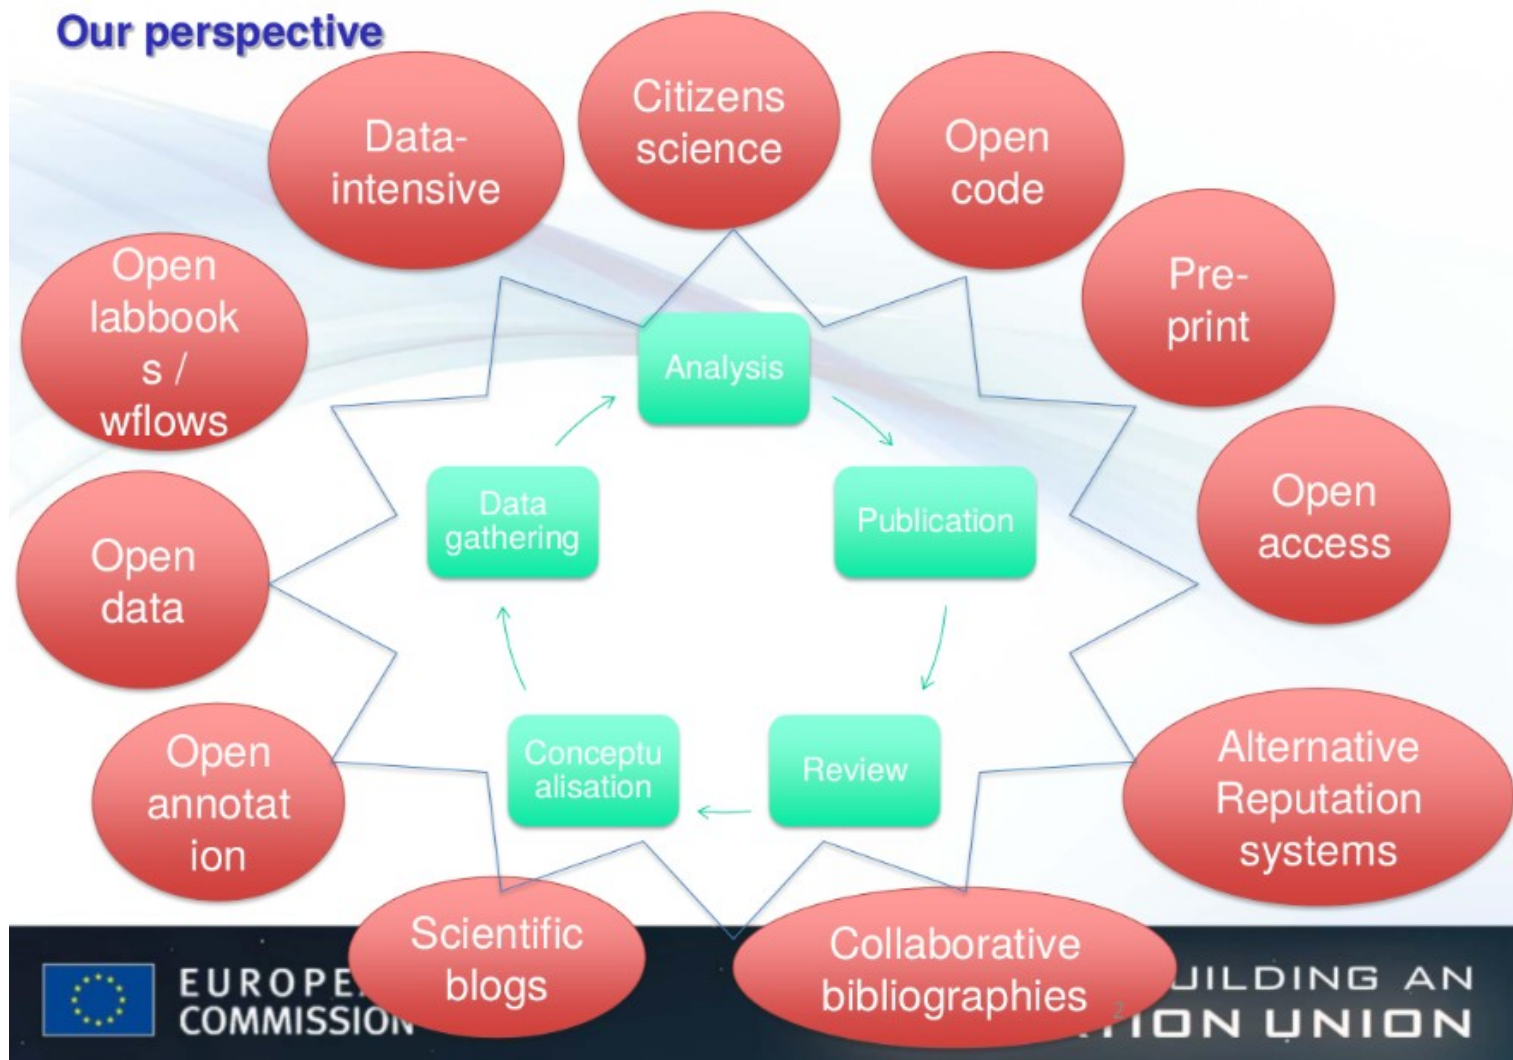 Our perspective
Citizens
science
Data-
intensive
Open
code
Pre-
print
Open
labbook
s /
wflows
Analysis
Open
access
Data
gathering
Publication
Open
data
Conceptu
alisation
Review
Open
annotat
ion
Alternative
Reputation
systems
Scientific
blogs
Collaborative
bibliographies
EUROPE
COMMISSION
UILDING AN
TION UNION
2